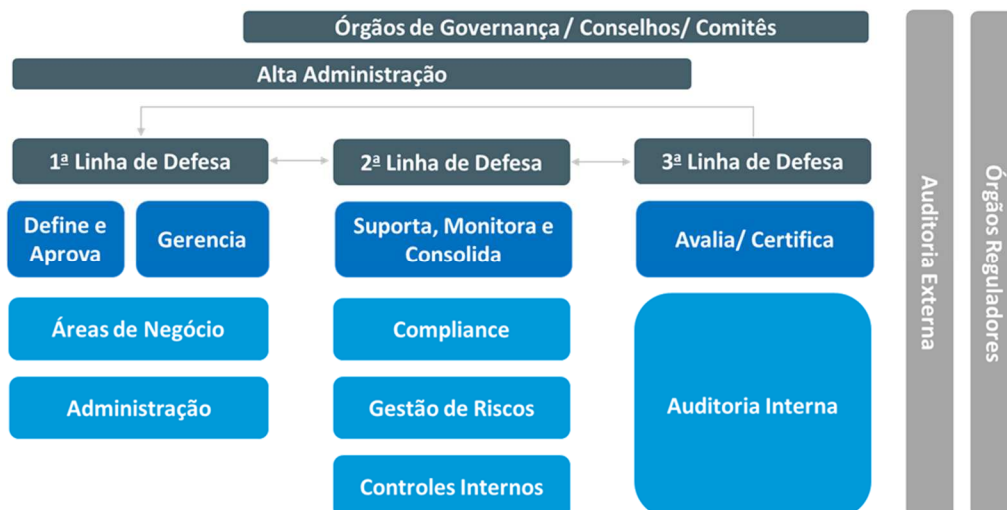 Órgãos de Governança / Conselhos/ Comitês
Alta Administração
1ª Linha de Defesa
2ª Linha de Defesa
3ª Linha de Defesa
Define e
Aprova
Gerencia
Suporta, Monitora e
Consolida
Avalia/ Certifica
Áreas de Negócio
Compliance
Administração
Gestão de Riscos
Auditoria Interna
Controles Internos
Auditoria Externa
Órgãos Reguladores